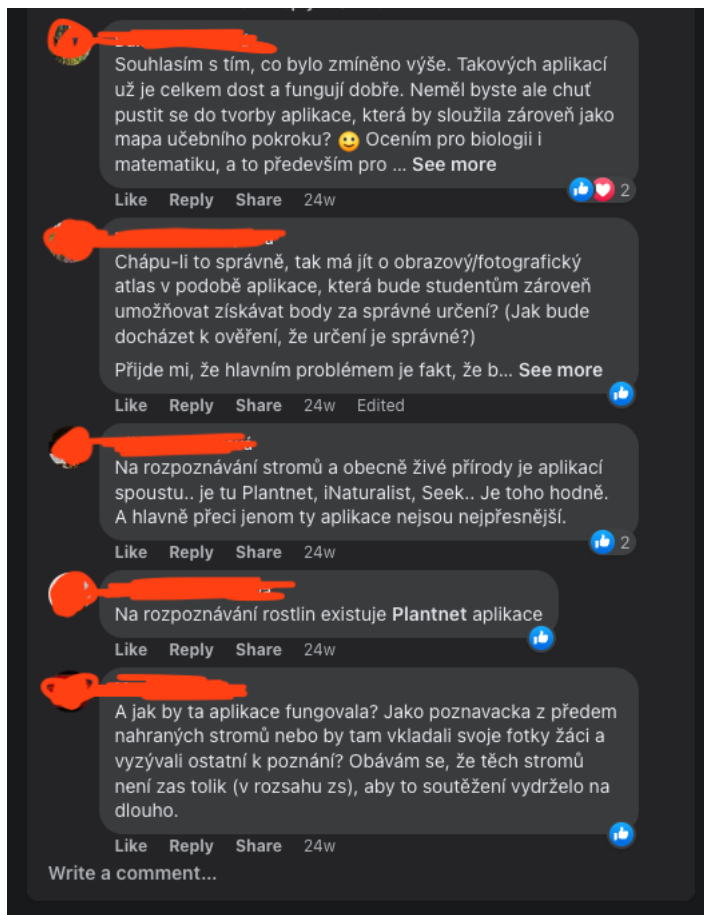 Souhlasím s tím, co bylo zmíněno výše. Takových aplikací
už je celkem dost a fungují dobře. Neměl byste ale chuť
pustit se do tvorby aplikace, která by sloužila zároveň jako
mapa učebního pokroku? 🙂 Ocením pro biologii i
matematiku, a to především pro ... See more
Like Reply Share 24w 2
Chápu-li to správně, tak má jít o obrazový/fotografický
atlas v podobě aplikace, která bude studentům zároveň
umožňovat získávat body za správné určení? (Jak bude
docházet k ověření, že určení je správné?)
Přijde mi, že hlavním problémem je fakt, že b... See more
Like Reply Share 24w Edited
Na rozpoznávání stromů a obecně živé přírody je aplikací
spoustu.. je tu Plantnet, iNaturalist, Seek.. Je toho hodně.
A hlavně přeci jenom ty aplikace nejsou nejpřesnější.
Like Reply Share 24w 2
Na rozpoznávání rostlin existuje Plantnet aplikace
Like Reply Share 24w
A jak by ta aplikace fungovala? Jako poznavacka z předem
nahraných stromů nebo by tam vkladali svoje fotky žáci a
vyzývali ostatní k poznání? Obávám se, že těch stromů
není zas tolik (v rozsahu zs), aby to soutěžení vydrželo na
dlouho.
Like Reply Share 24w
Write a comment...